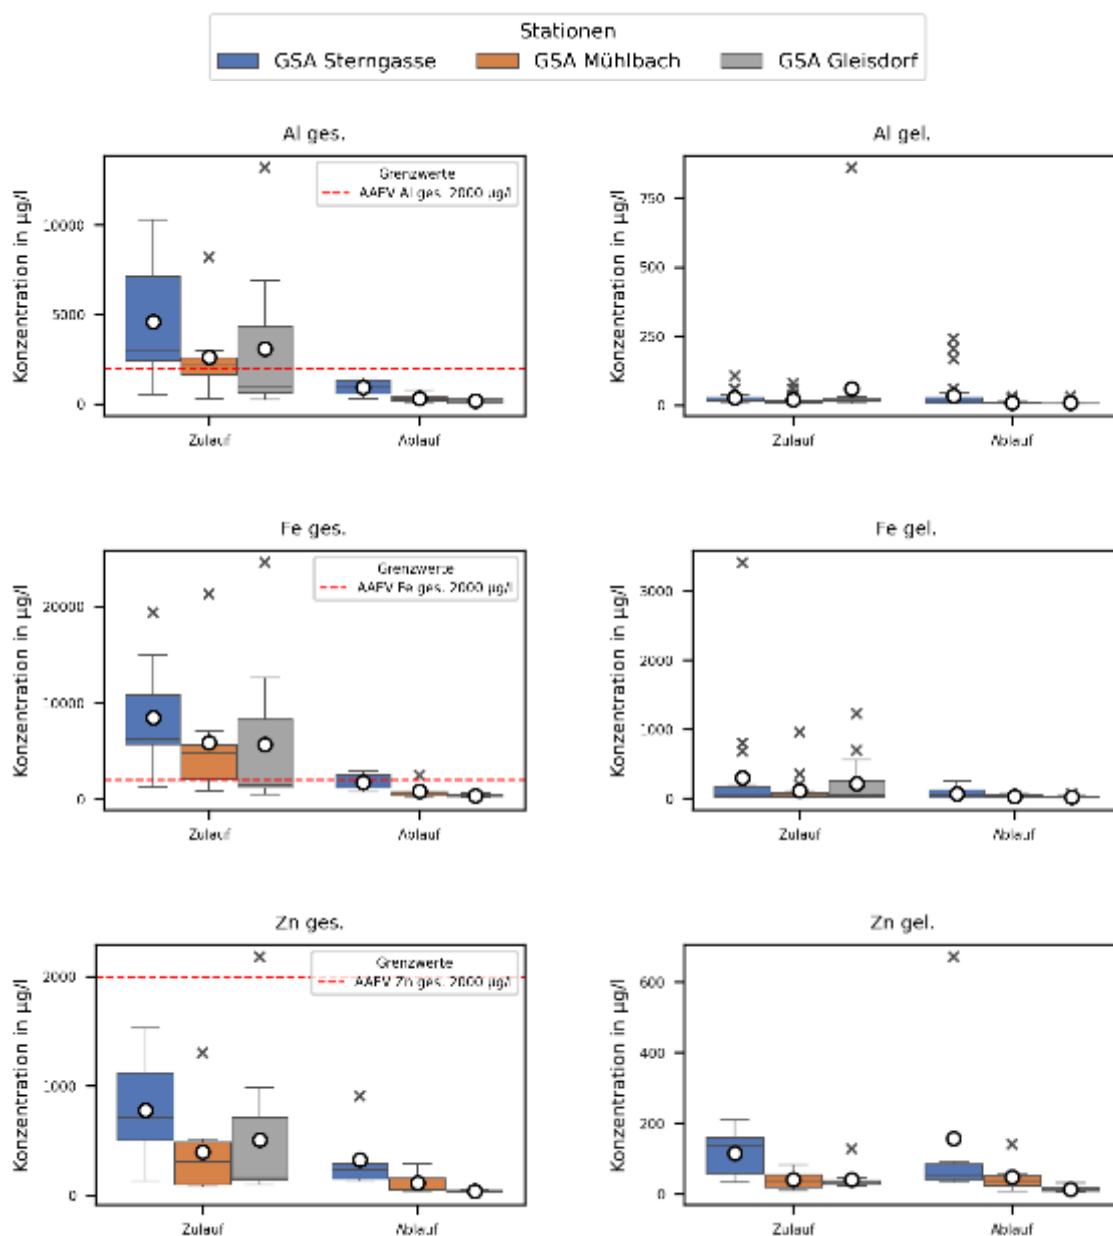 Stationen
GSA Sterngasse GSA Mühlbach GSA Gleisdorf
Al ges.
Konzentration in µg/l
10000
5000
0
Grenzwerte
AAEV Al ges. 2000 µg/l
Zulauf Ablauf
Al gel.
Konzentration in µg/l
750
500
250
0
Zulauf Ablauf
Fe ges.
Konzentration in µg/l
20000
10000
0
Grenzwerte
AAEV Fe ges. 2000 µg/l
Zulauf Ablauf
Fe gel.
Konzentration in µg/l
3000
2000
1000
0
Zulauf Ablauf
Zn ges.
Konzentration in µg/l
2000
1000
0
Grenzwerte
AAEV Zn ges. 2000 µg/l
Zulauf Ablauf
Zn gel.
Konzentration in µg/l
600
400
200
0
Zulauf Ablauf